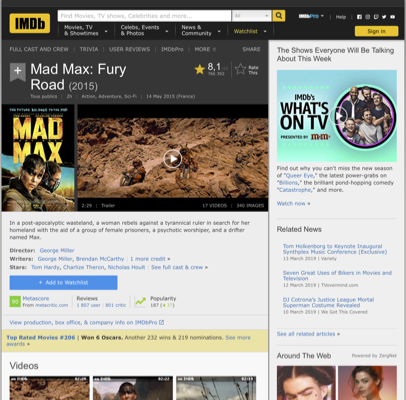 IMDb
Find Movies, TV shows, Celebrities and more...
All
IMDbPro
Help
Movies, TV
& Showtimes
Celebs, Events
& Photos
News &
Community
Watchlist
Sign in
FULL CAST AND CREW | TRIVIA | USER REVIEWS | IMDbPro | MORE
SHARE
Mad Max: Fury
Road (2015)
8,1
Rate
This
Tous publics | 2h | Action, Adventure, Sci-Fi | 14 May 2015 (France)
MAD
MAX
2:29 | Trailer
17 VIDEOS | 340 IMAGES
In a post-apocalyptic wasteland, a woman rebels against a tyrannical ruler in search for her
homeland with the aid of a group of female prisoners, a psychotic worshiper, and a drifter
named Max.
Director: George Miller
Writers: George Miller, Brendan McCarthy | 1 more credit »
Stars: Tom Hardy, Charlize Theron, Nicholas Hoult | See full cast & crew »
+ Add to Watchlist
90
Metascore
From metacritic.com
Reviews
1 607 user | 801 critic
Popularity
View production, box office, & company info on IMDbPro
Top Rated Movies #206 | Won 6 Oscars. Another 232 wins & 219 nominations. See more
awards »
Videos
The Shows Everyone Will Be Talking
About This Week
IMDb's
WHAT'S
ON TV
PRESENTED BY m&m's
Find out why you can't miss the new season
of "Queer Eye," the latest power-grabs on
"Billions," the brilliant pond-hopping comedy
"Catastrophe," and more.
Watch now »
Related News
Tom Holkenborg to Keynote Inaugural
Synplex Music Conference (Exclusive)
13 March 2019 | Variety
Seven Great Uses of Bikers in Movies and
Television
12 March 2019 | TVovermind.com
DJ Cotrona's Justice League Mortal
Superman Costume Revealed
10 March 2019 | We Got This Covered
See all related articles »
Around The Web
Powered by Zergnet